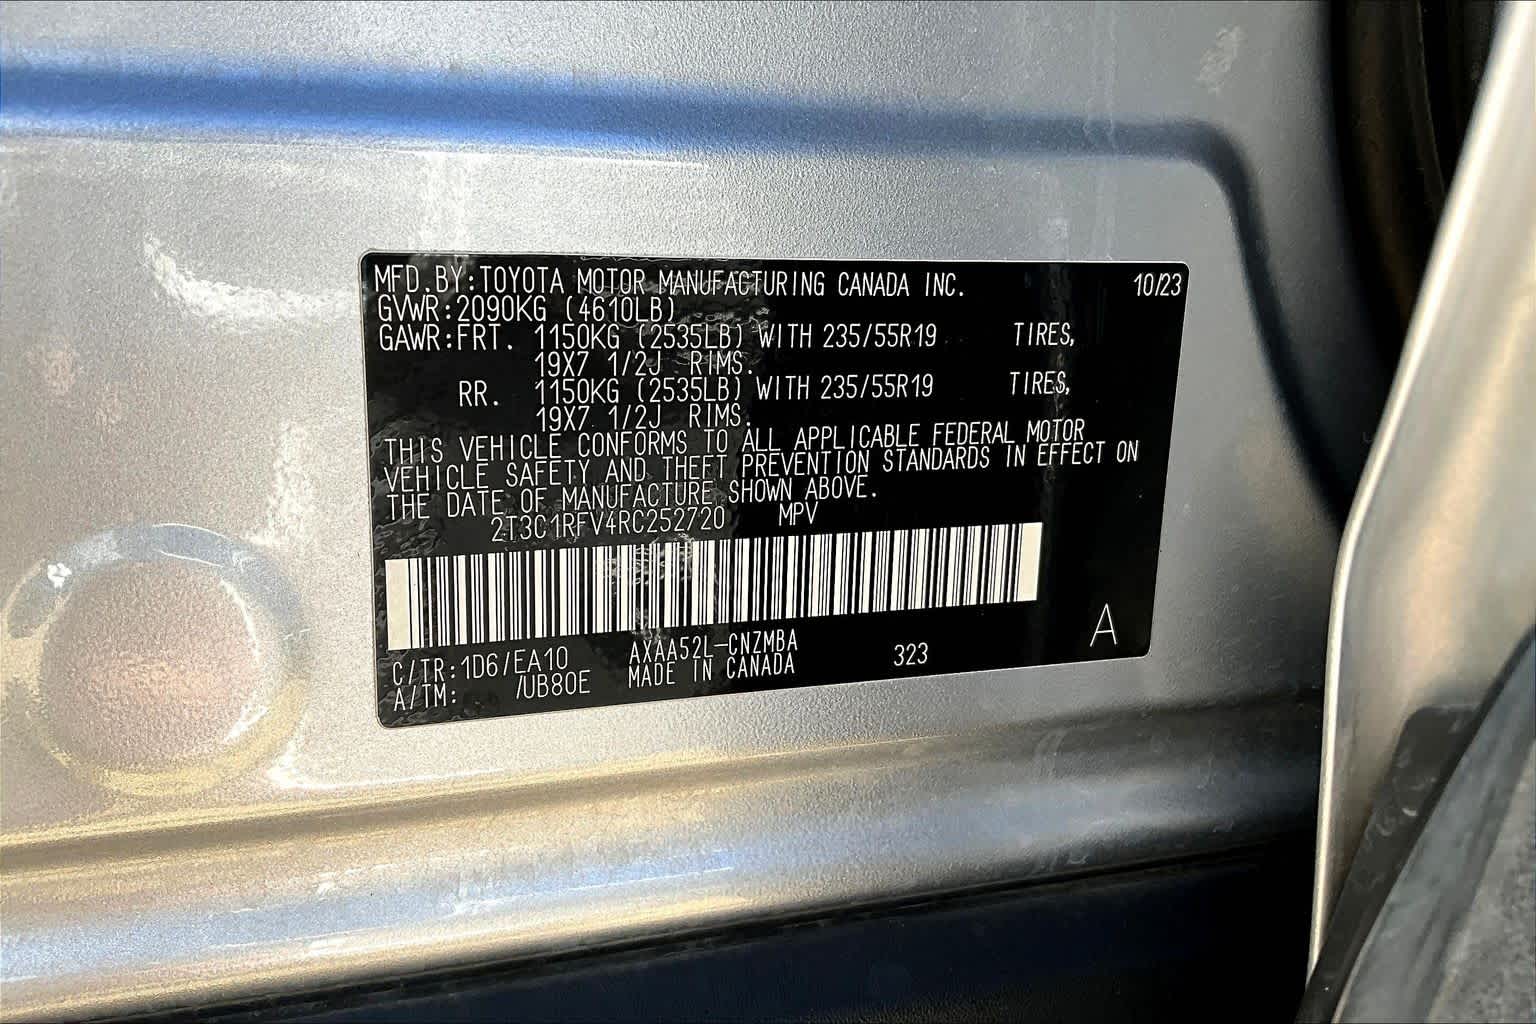 MFD.BY:TOYOTA MOTOR MANUFACTURING CANADA INC. 10/23
GVWR:2090KG (4610LB)
GAWR:FRT. 1150KG (2535LB) WITH 235/55R19 TIRES,
19X7 1/2J RIMS.
RR. 1150KG (2535LB) WITH 235/55R19 TIRES,
19X7 1/2J RIMS.
THIS VEHICLE CONFORMS TO ALL APPLICABLE FEDERAL MOTOR
VEHICLE SAFETY AND THEFT PREVENTION STANDARDS IN EFFECT ON
THE DATE OF MANUFACTURE SHOWN ABOVE.
2T3C1RFV4RC252720 MPV
C/TR:1D6/EA10 AXAA52L-CNZMBA 323 A
A/TM: /UB80E MADE IN CANADA